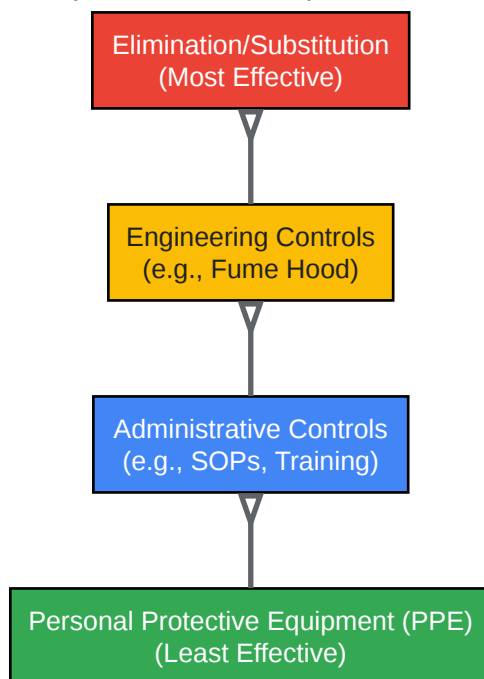 Elimination/Substitution
(Most Effective)
Engineering Controls
(e.g., Fume Hood)
Administrative Controls
(e.g., SOPs, Training)
Personal Protective Equipment (PPE)
(Least Effective)